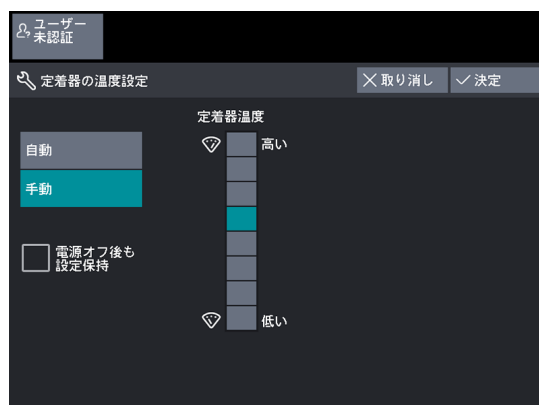 ユーザー
未認証
定着器の温度設定
取り消し
決定
定着器温度
自動
高い
手動
電源オフ後も
設定保持
低い